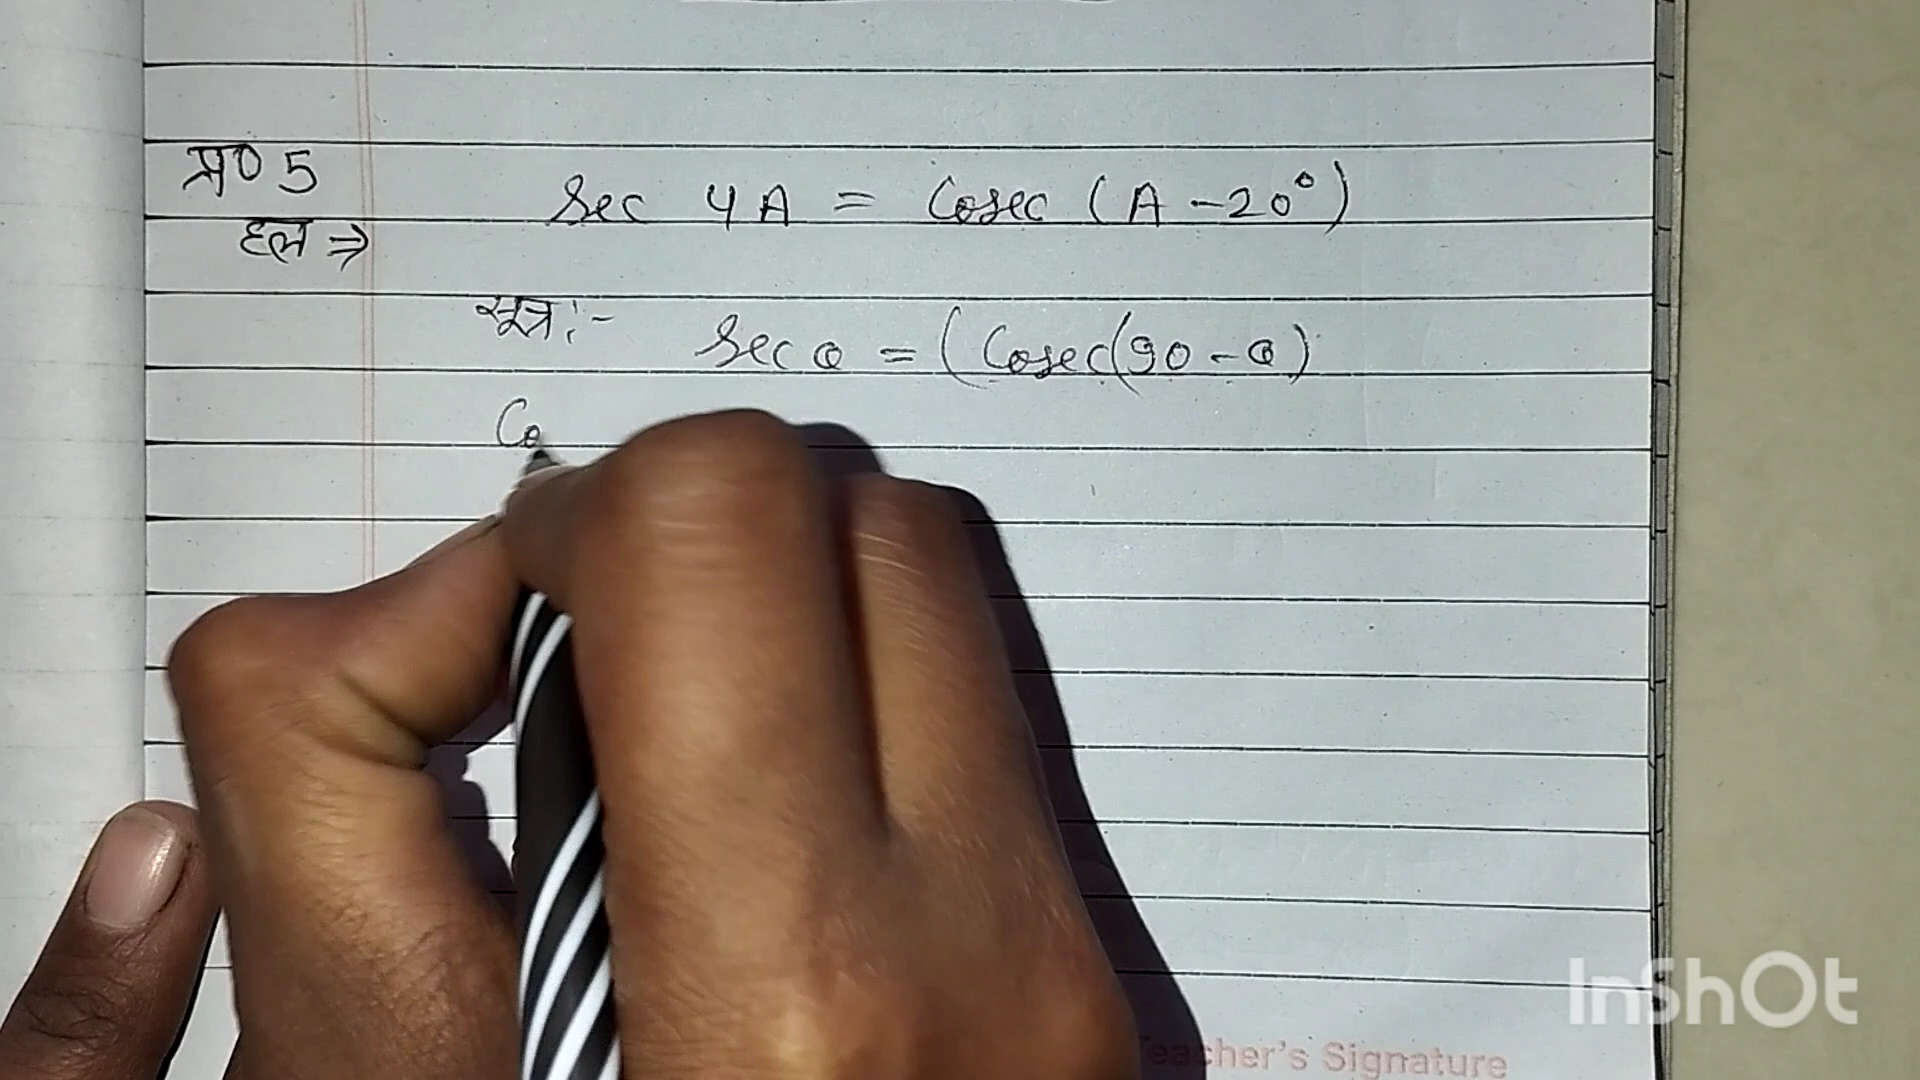 प्र० 5
sec 4A = Cosec (A - 20°)
हल ⇒
सूत्र:- sec θ = (Cosec(90 - θ)
Co
InShOt
Teacher's Signature